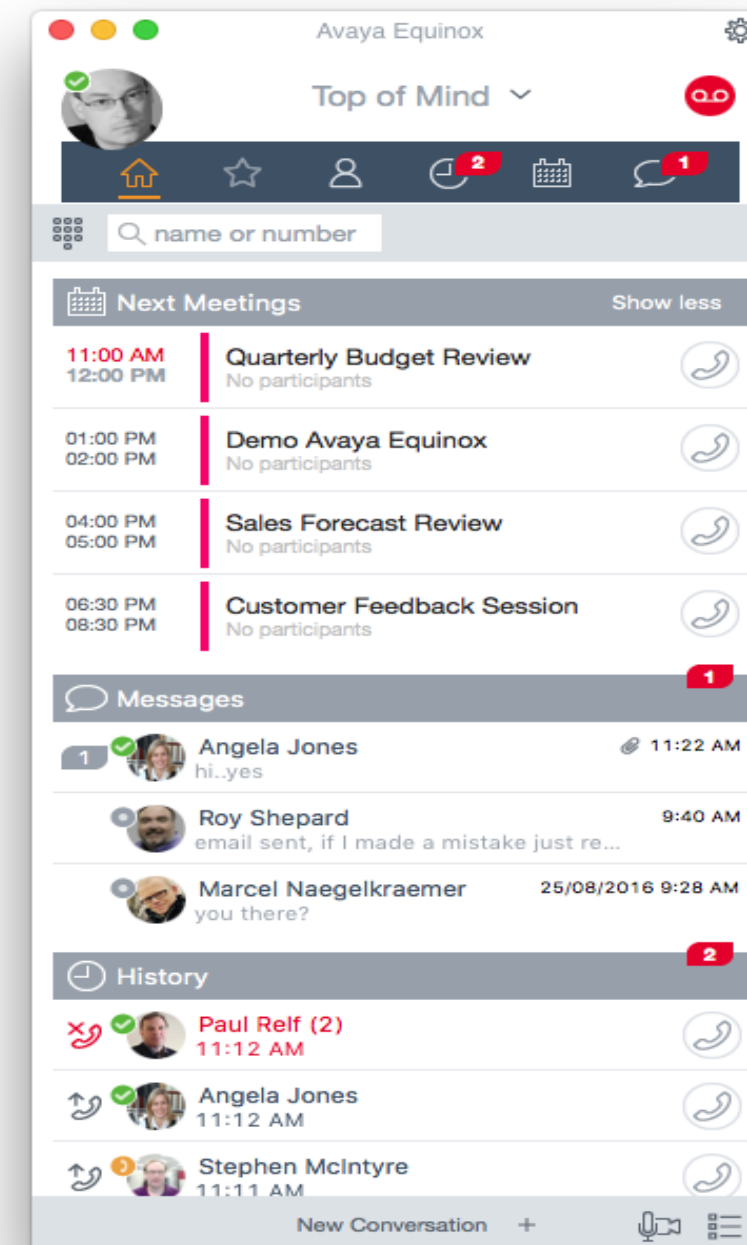 Avaya Equinox
Top of Mind
2
1
name or number
Next Meetings Show less
11:00 AM Quarterly Budget Review
12:00 PM No participants
01:00 PM Demo Avaya Equinox
02:00 PM No participants
04:00 PM Sales Forecast Review
05:00 PM No participants
06:30 PM Customer Feedback Session
08:30 PM No participants
Messages 1
1 Angela Jones 11:22 AM
hi..yes
Roy Shepard 9:40 AM
email sent, if I made a mistake just re...
Marcel Naegelkraemer 25/08/2016 9:28 AM
you there?
History 2
Paul Relf (2)
11:12 AM
Angela Jones
11:12 AM
Stephen McIntyre
11:11 AM
New Conversation +